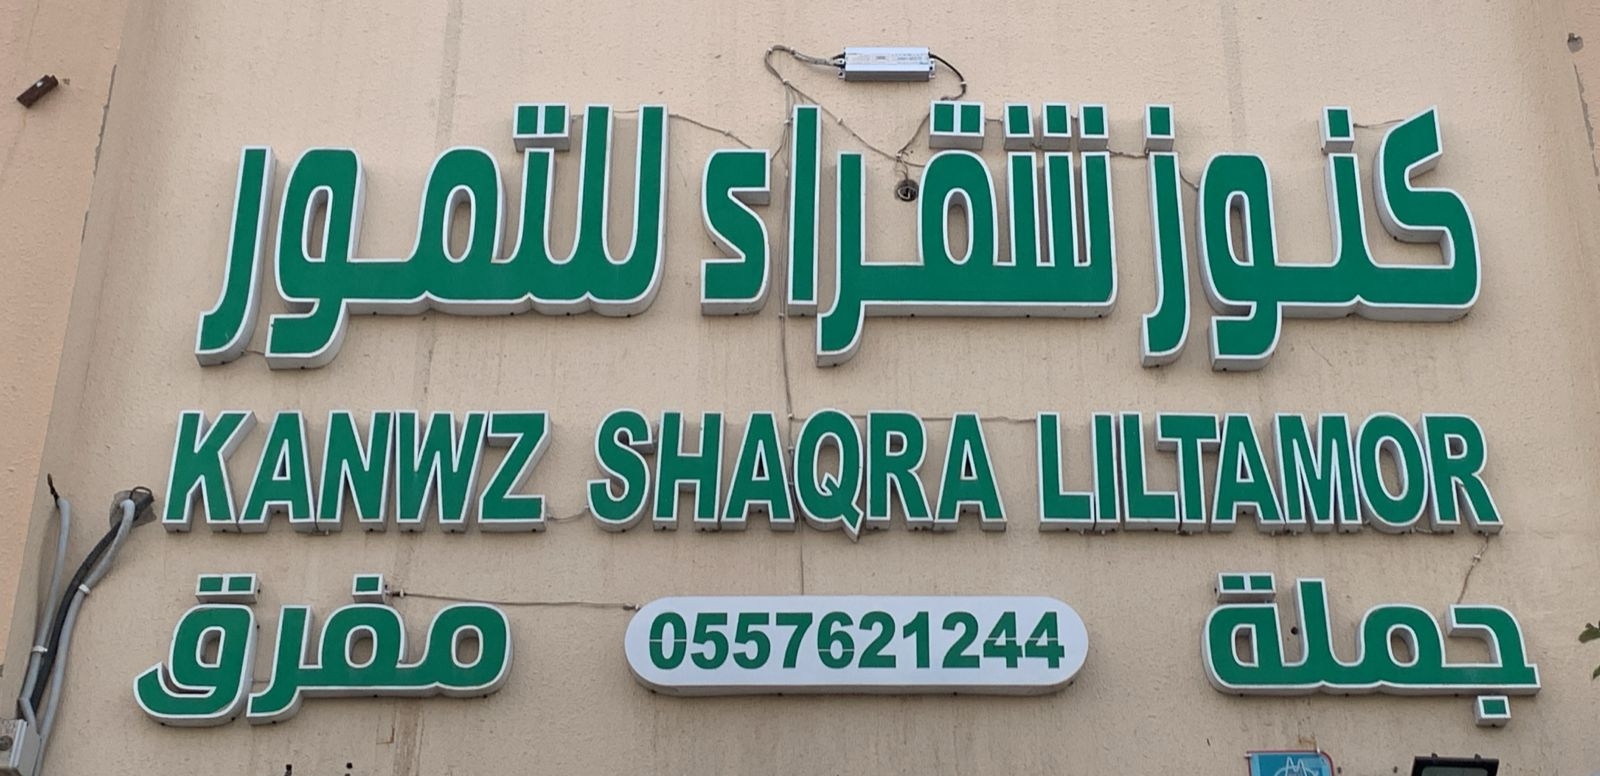 كنوز شقراء للتمور
KANWZ SHAQRA LILTAMOR
جملة 0557621244 مفرق